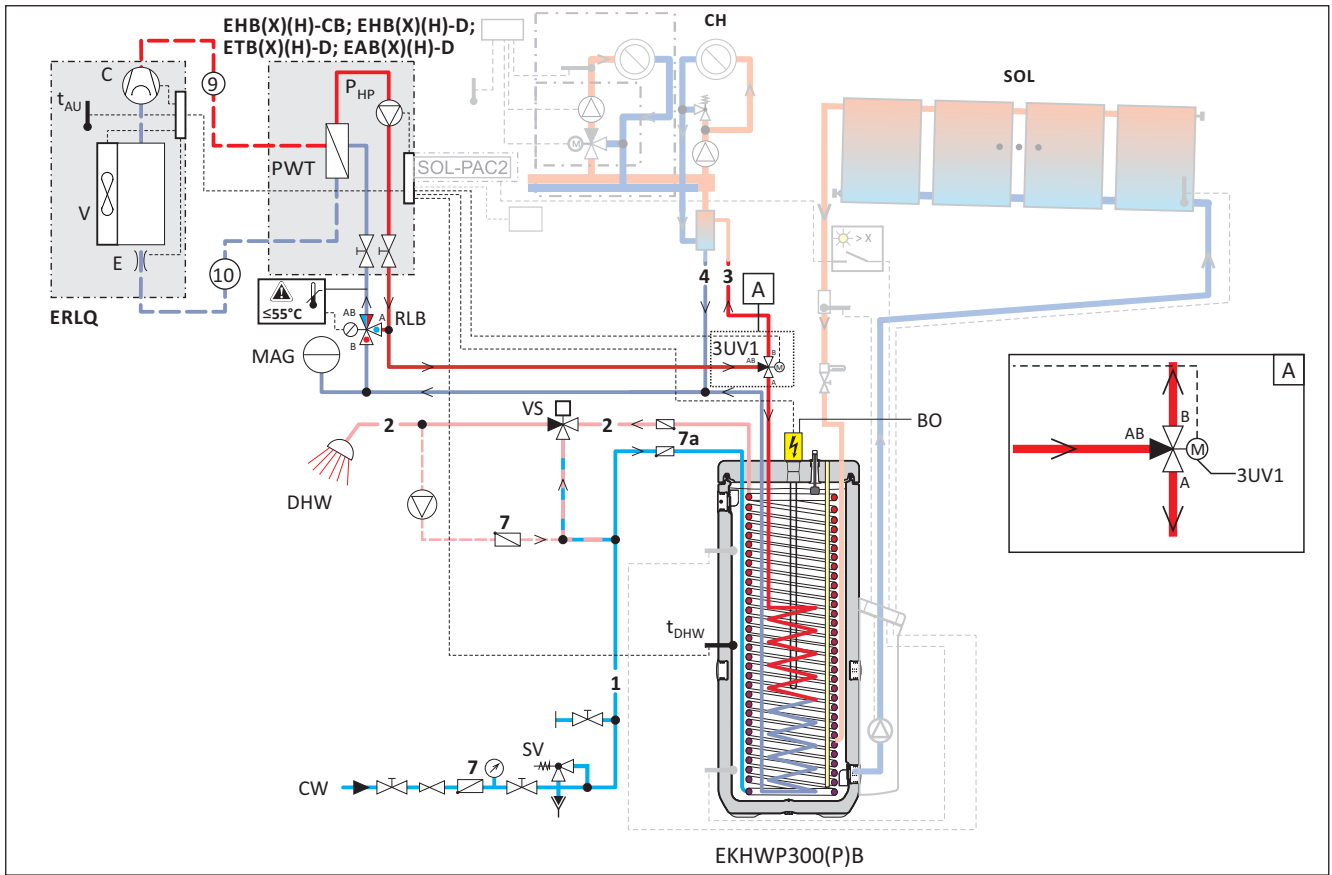 EHB(X)(H)-CB; EHB(X)(H)-D;
ETB(X)(H)-D; EAB(X)(H)-D
CH
SOL
C
9
tAU
PHP
M
SOL-PAC2
PWT
V
> X
E
10
4
3
A
≤55°C
AB
A
B
RLB
MAG
3UV1
AB
B
M
A
A
B
AB
M
A
3UV1
VS
2
2
7a
BO
DHW
7
tDHW
1
SV
7
CW
ERLQ
EKHWP300(P)B